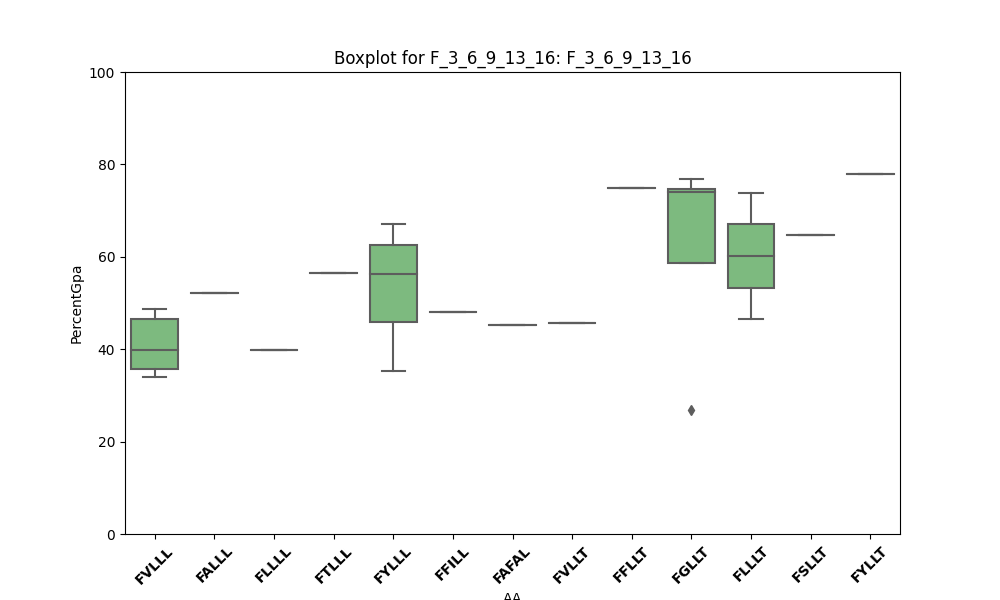 Boxplot for F_3_6_9_13_16: F_3_6_9_13_16
100
80
60
40
20
0
PercentGpa
FVLLL
FALLL
FLLLL
FTLLL
FYLLL
FFILL
FAFAL
FVLLT
FFLLT
FGLLT
FLLLT
FSLLT
FYLLT
AA